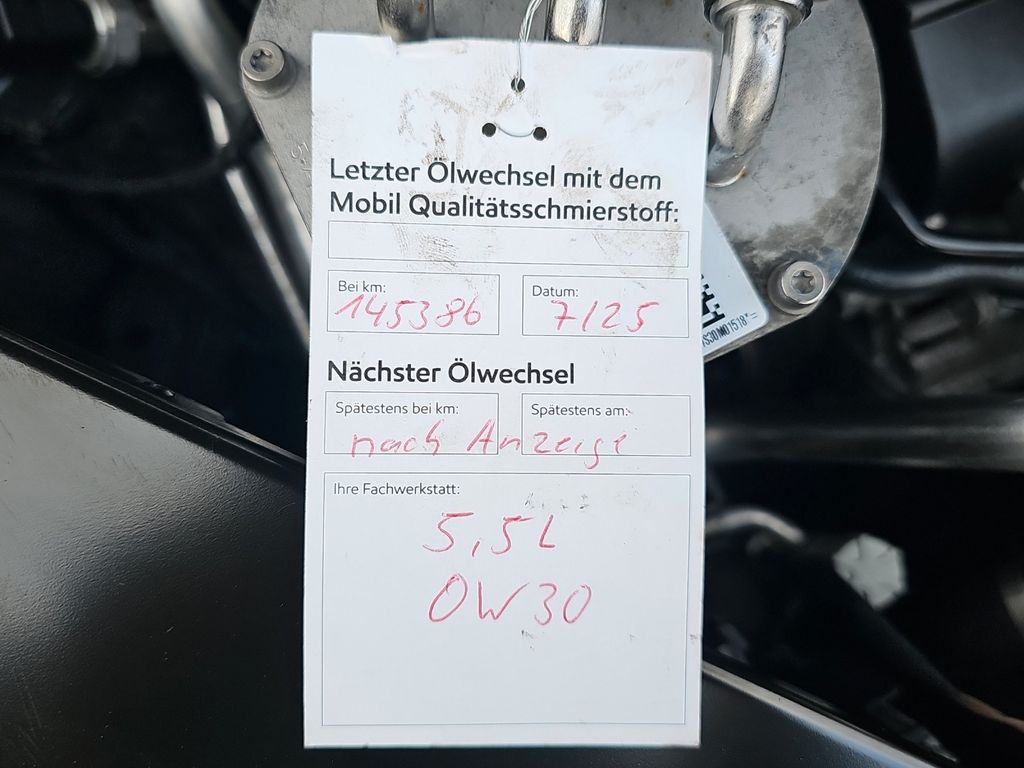 Letzter Ölwechsel mit dem
Mobil Qualitätsschmierstoff:
Bei km:
145386
Datum:
7/25
Nächster Ölwechsel
Spätestens bei km:
Spätestens am:
nach Anzeige
Ihre Fachwerkstatt:
5,5L
0W30